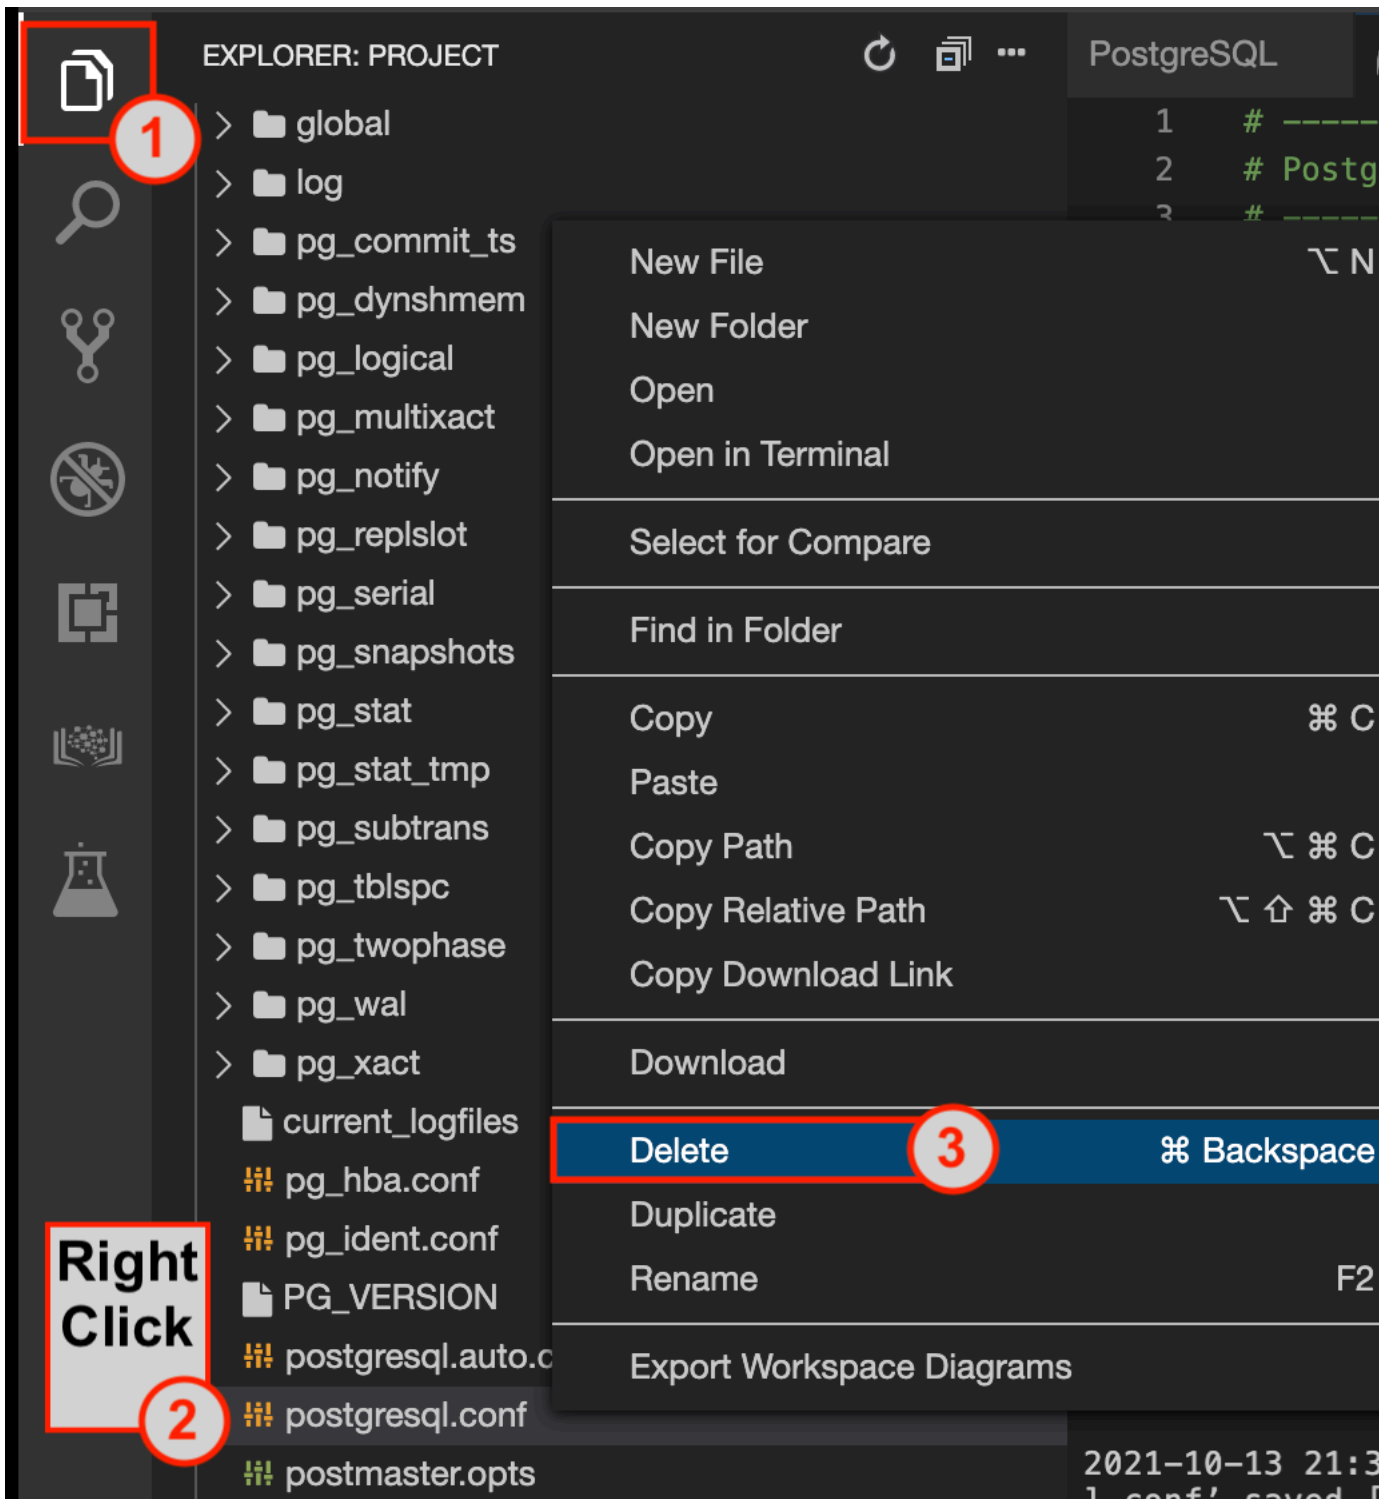 EXPLORER: PROJECT
PostgreSQL
1
global
log
pg_commit_ts
pg_dynshmem
pg_logical
pg_multixact
pg_notify
pg_replslot
pg_serial
pg_snapshots
pg_stat
pg_stat_tmp
pg_subtrans
pg_tblspc
pg_twophase
pg_wal
pg_xact
current_logfiles
pg_hba.conf
pg_ident.conf
PG_VERSION
postgresql.auto.c
postgresql.conf
postmaster.opts
Right
Click
2
1 # -----
2 # Postg
3 # -----
New File ⌥ N
New Folder
Open
Open in Terminal
Select for Compare
Find in Folder
Copy ⌘ C
Paste
Copy Path ⌥ ⌘ C
Copy Relative Path ⌥ ⇧ ⌘ C
Copy Download Link
Download
Delete 3 ⌘ Backspace
Duplicate
Rename F2
Export Workspace Diagrams
2021-10-13 21:3